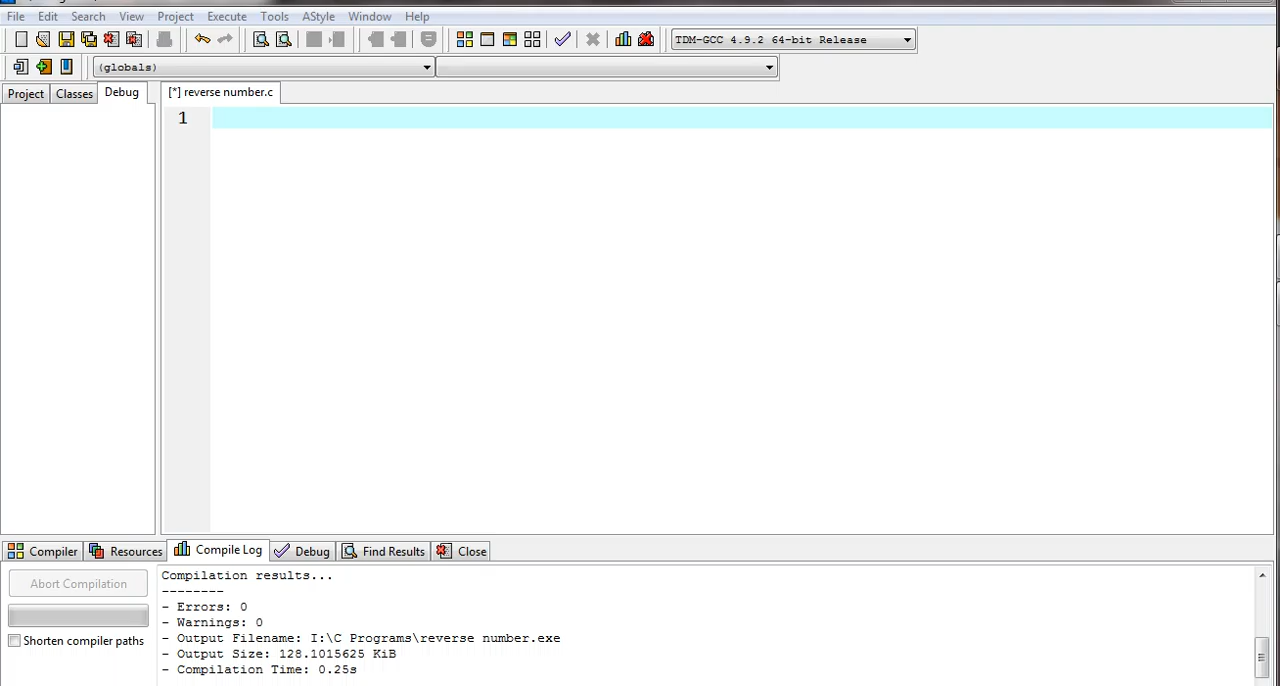 File Edit Search View Project Execute Tools AStyle Window Help
TDM-GCC 4.9.2 64-bit Release
(globals)
Project Classes Debug
[*] reverse number.c
1
Compiler Resources Compile Log Debug Find Results Close
Abort Compilation
Shorten compiler paths
Compilation results...
--------
- Errors: 0
- Warnings: 0
- Output Filename: I:\C Programs\reverse number.exe
- Output Size: 128.1015625 KiB
- Compilation Time: 0.25s